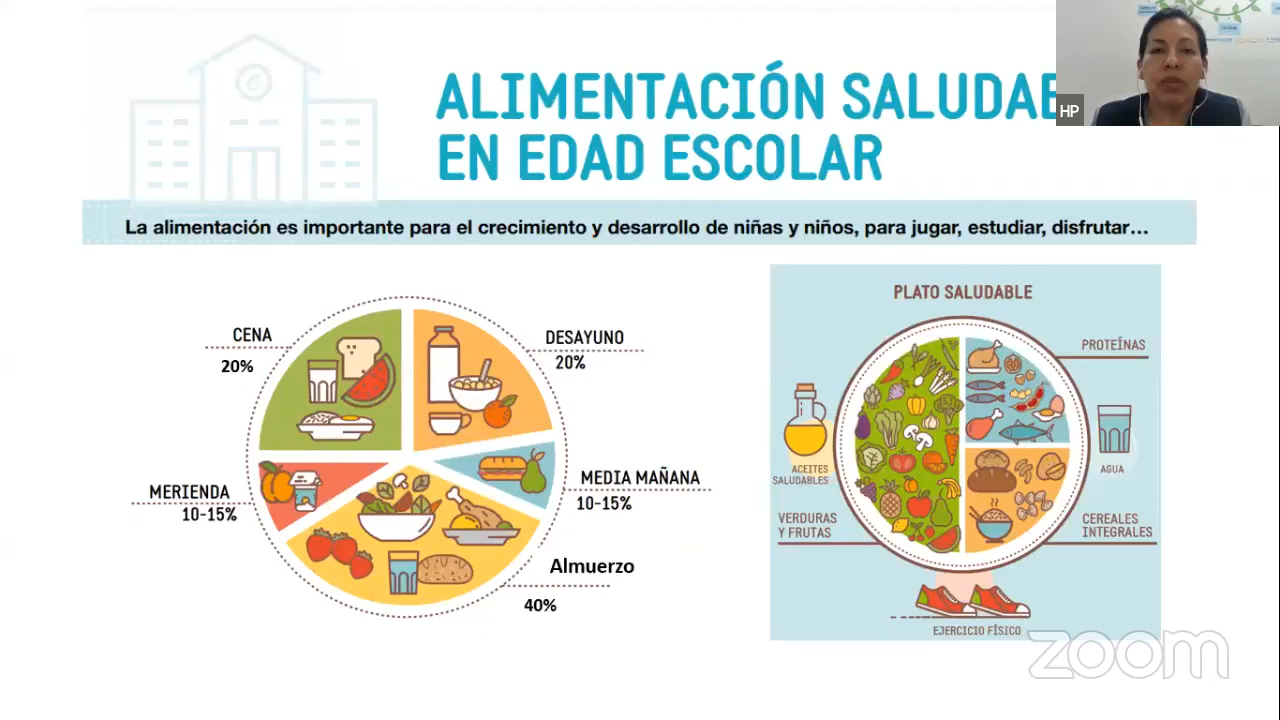 ALIMENTACIÓN SALUDAB
EN EDAD ESCOLAR
HP
La alimentación es importante para el crecimiento y desarrollo de niñas y niños, para jugar, estudiar, disfrutar...
CENA
20%
DESAYUNO
20%
MERIENDA
10-15%
MEDIA MAÑANA
10-15%
Almuerzo
40%
PLATO SALUDABLE
PROTEÍNAS
ACEITES
SALUDABLES
AGUA
VERDURAS
Y FRUTAS
CEREALES
INTEGRALES
EJERCICIO FÍSICO
zoom